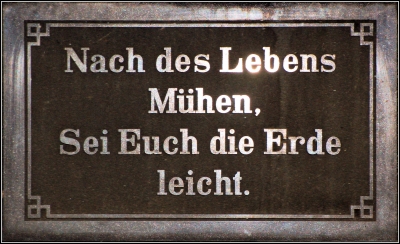 Nach des Lebens
Mühen,
Sei Euch die Erde
leicht.